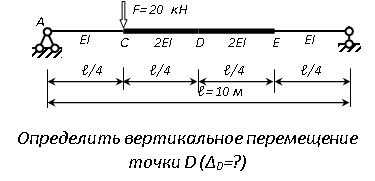 F=20 кН
A
EI C 2EI D 2EI E EI
ℓ/4 ℓ/4 ℓ/4 ℓ/4
ℓ=10 м
Определить вертикальное перемещение
точки D (Δ_D=?)